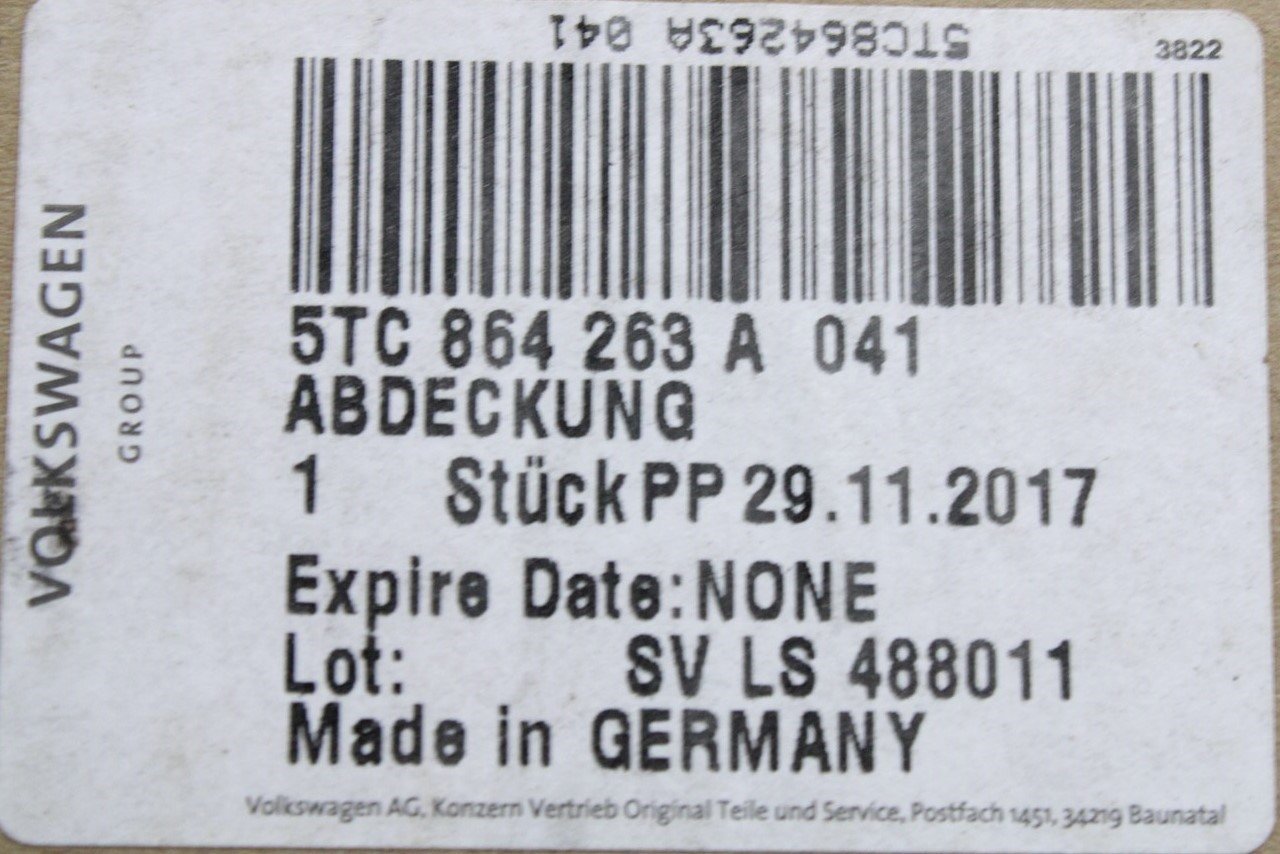 5TC864263A 041
3822
VOLKSWAGEN
GROUP
5TC 864 263 A 041
ABDECKUNG
1 Stück PP 29.11.2017
Expire Date:NONE
Lot: SV LS 488011
Made in GERMANY
Volkswagen AG, Konzern Vertrieb Original Teile und Service, Postfach 1451, 34219 Baunatal